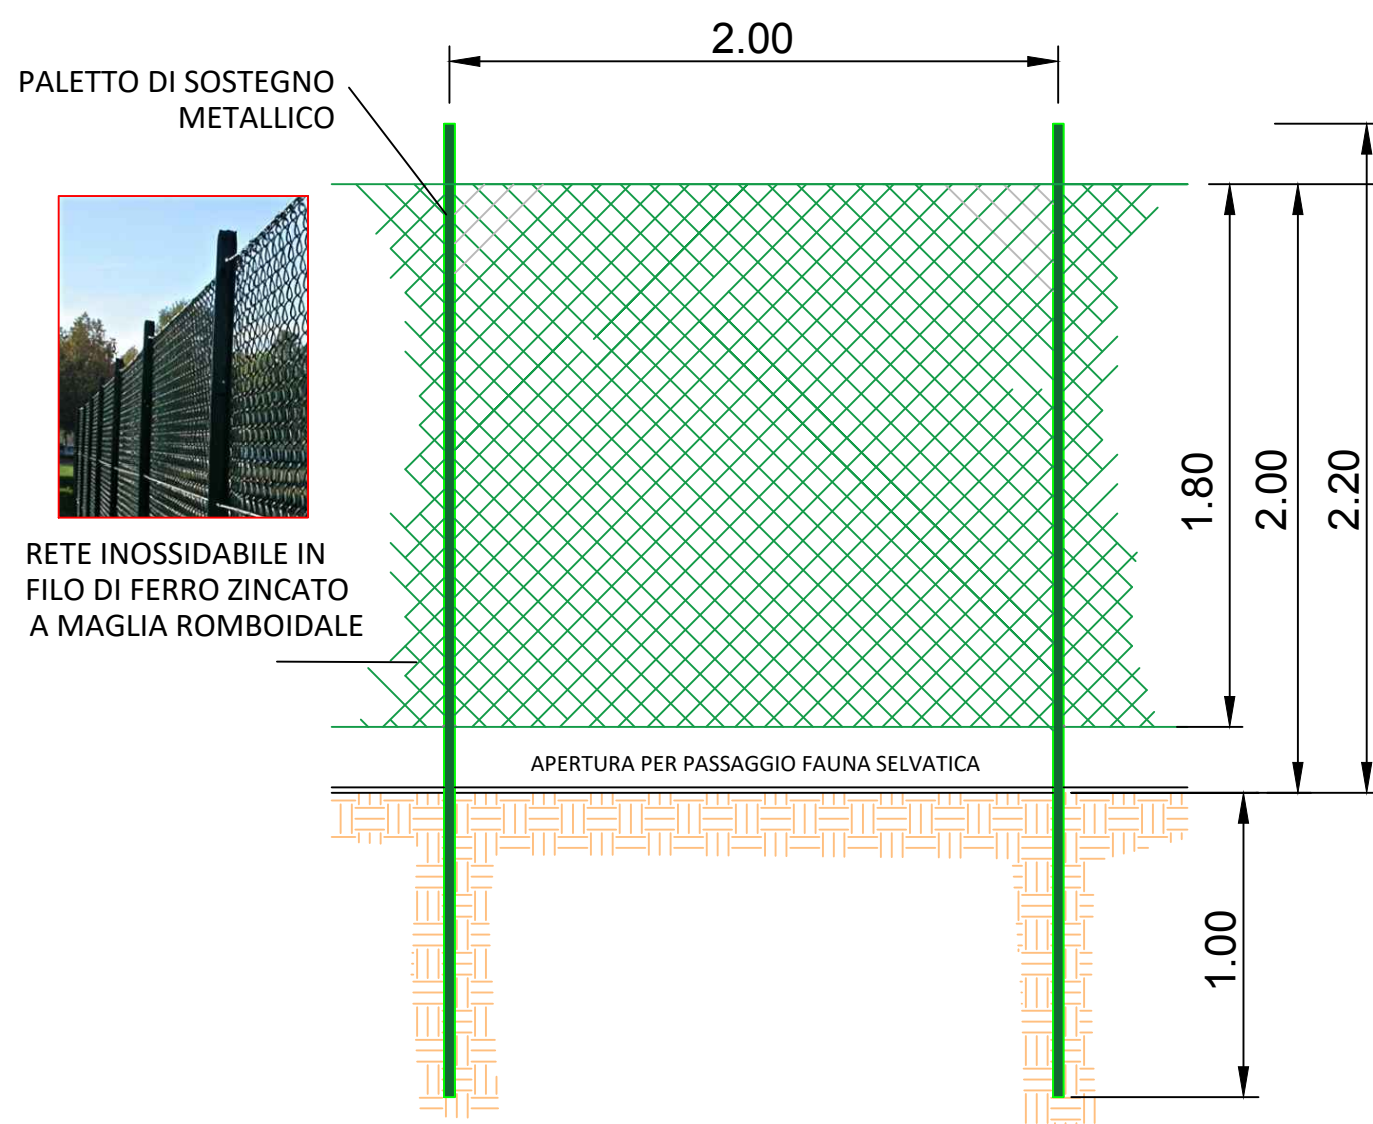 2.00
PALETTO DI SOSTEGNO
METALLICO
RETE INOSSIDABILE IN
FILO DI FERRO ZINCATO
A MAGLIA ROMBOIDALE
1.80
2.00
2.20
APERTURA PER PASSAGGIO FAUNA SELVATICA
1.00